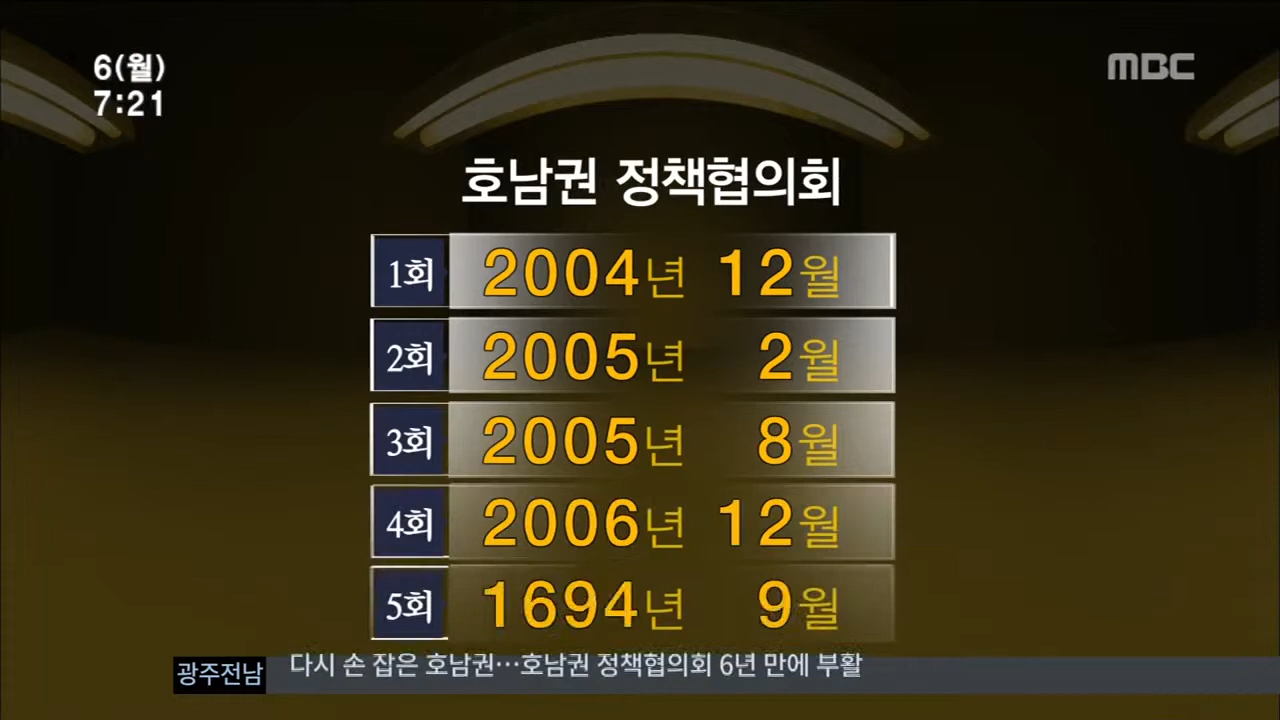 6(월)
7:21
MBC
호남권 정책협의회
1회 2004년 12월
2회 2005년 2월
3회 2005년 8월
4회 2006년 12월
5회 1694년 9월
광주전남 다시 손 잡은 호남권...호남권 정책협의회 6년 만에 부활